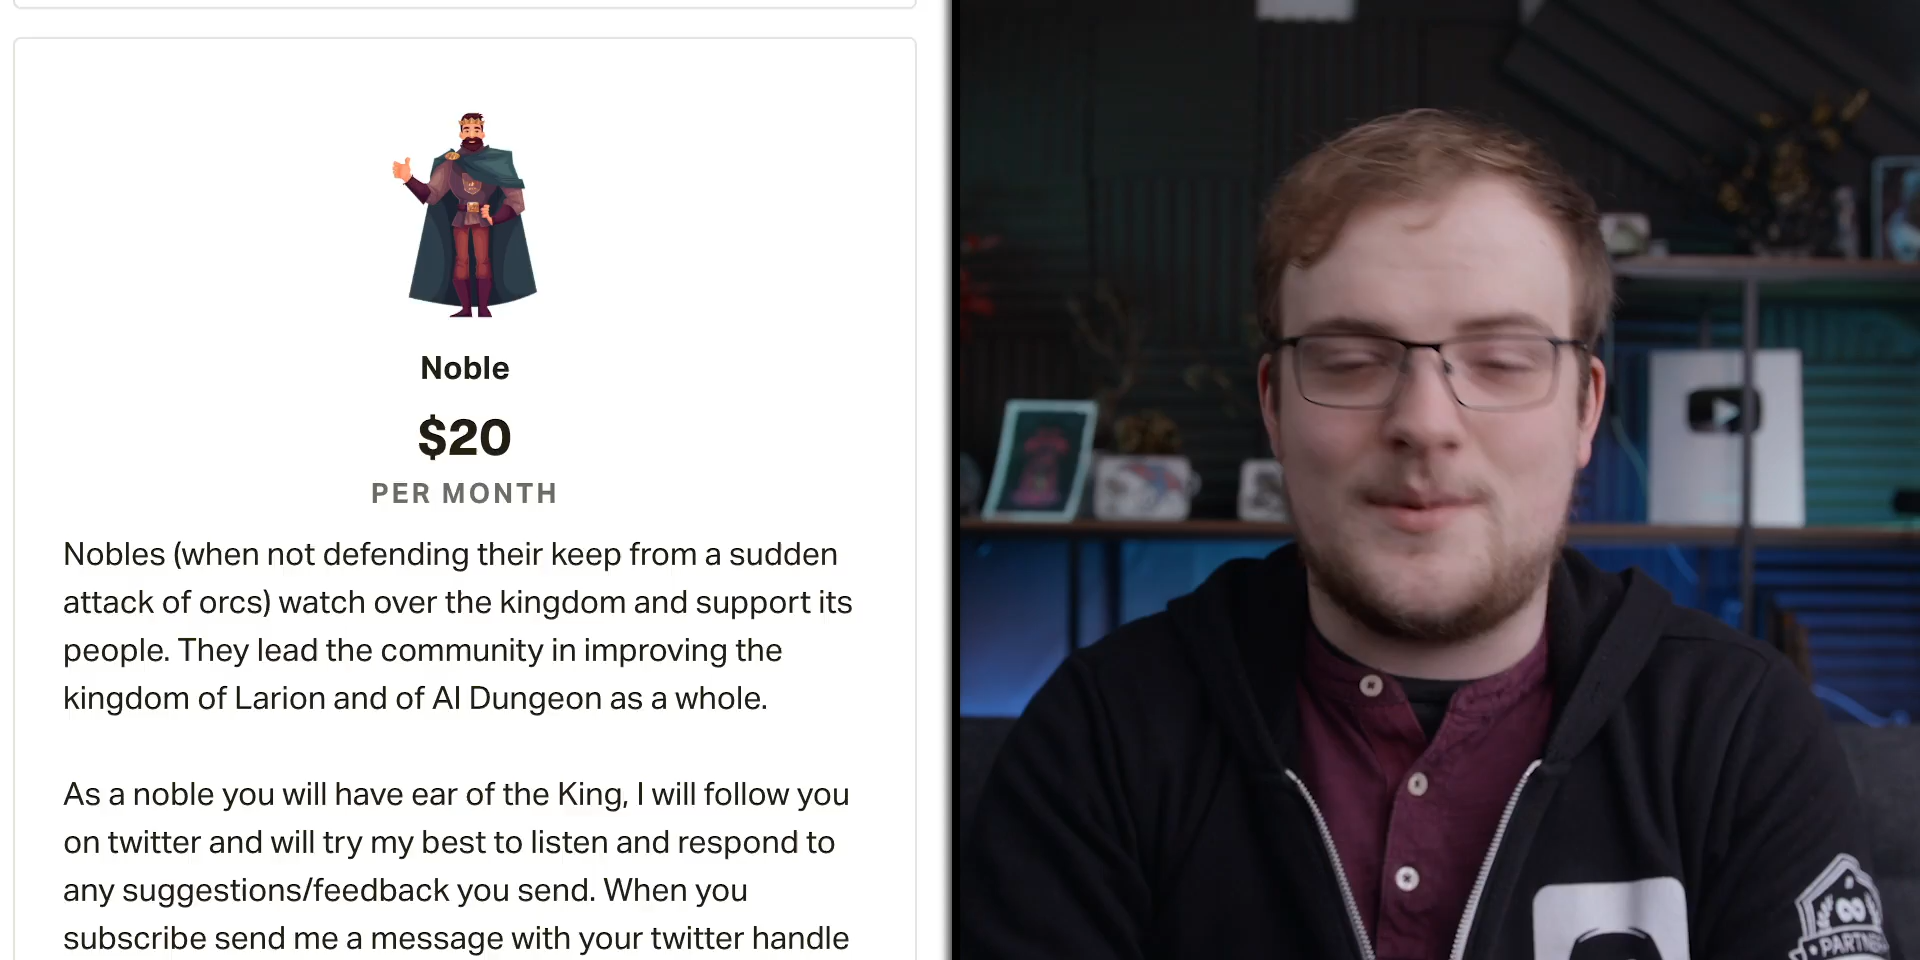 Noble
$20
PER MONTH
Nobles (when not defending their keep from a sudden
attack of orcs) watch over the kingdom and support its
people. They lead the community in improving the
kingdom of Larion and of AI Dungeon as a whole.
As a noble you will have ear of the King, I will follow you
on twitter and will try my best to listen and respond to
any suggestions/feedback you send. When you
subscribe send me a message with your twitter handle